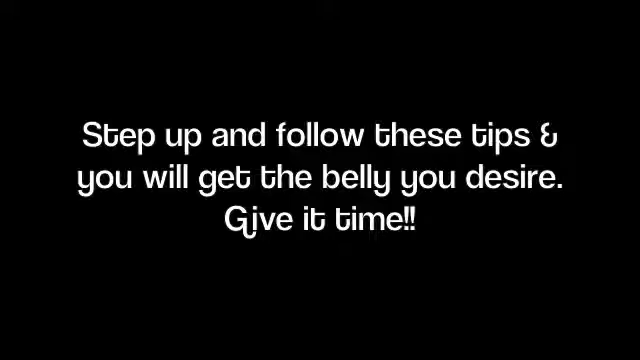 Step up and follow these tips &
you will get the belly you desire.
Give it time!!